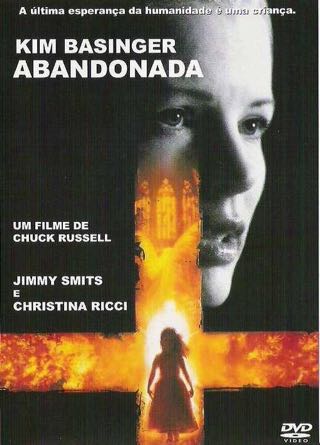 A última esperança da humanidade é uma criança.
KIM BASINGER
ABANDONADA
UM FILME DE
CHUCK RUSSELL
JIMMY SMITS
E
CHRISTINA RICCI
DVD
VIDEO